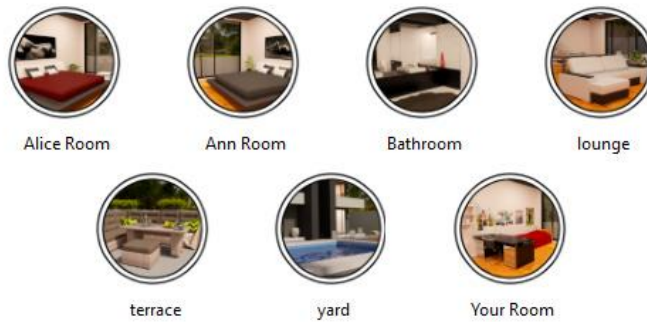 Alice Room
Ann Room
Bathroom
lounge
terrace
yard
Your Room